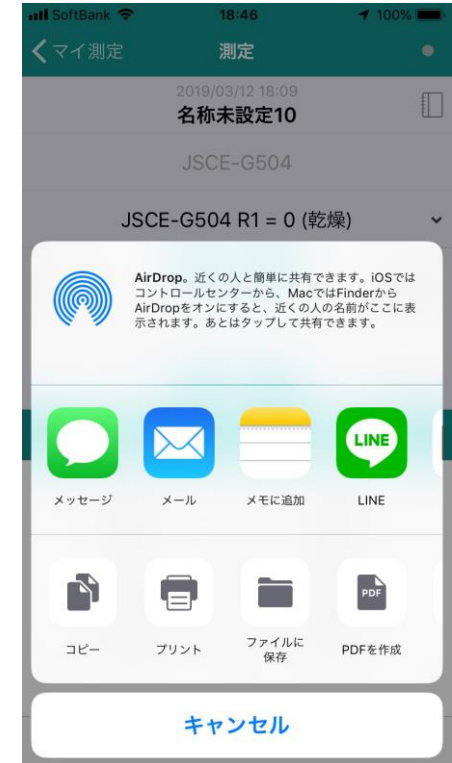 SoftBank 18:46 100%
マイ測定 測定
2019/03/12 18:09
名称未設定10
JSCE-G504
JSCE-G504 R1 = 0 (乾燥)
AirDrop。近くの人と簡単に共有できます。iOSでは
コントロールセンターから、MacではFinderから
AirDropをオンにすると、近くの人の名前がここに表
示されます。あとはタップして共有できます。
LINE
メッセージ メール メモに追加 LINE
PDF
コピー プリント ファイルに PDFを作成
保存
キャンセル